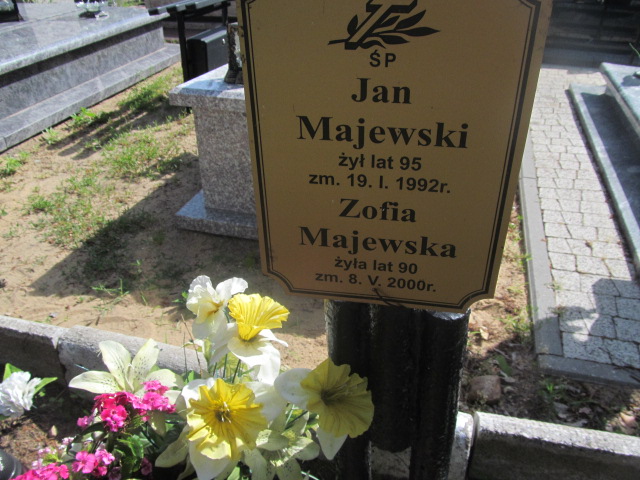 ŚP
Jan
Majewski
żył lat 95
zm. 19. I. 1992r.
Zofia
Majewska
żyła lat 90
zm. 8. V. 2000r.